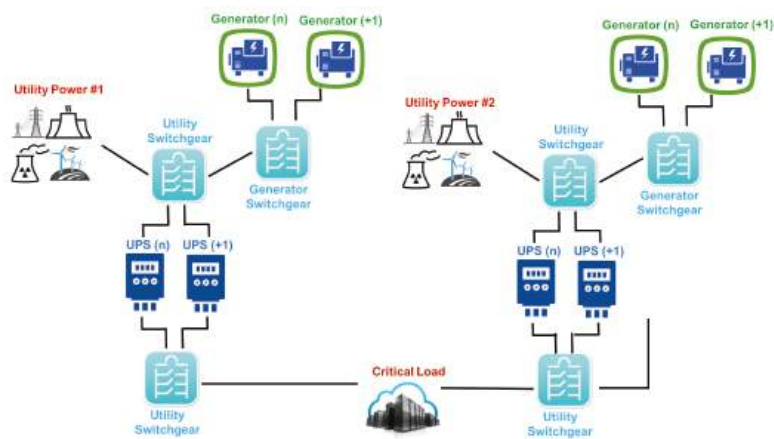 Generator (n) Generator (+1)
Utility Power #1
Utility
Switchgear
Generator
Switchgear
UPS (n) UPS (+1)
Utility
Switchgear
Critical Load
Generator (n) Generator (+1)
Utility Power #2
Utility
Switchgear
Generator
Switchgear
UPS (n) UPS (+1)
Utility
Switchgear